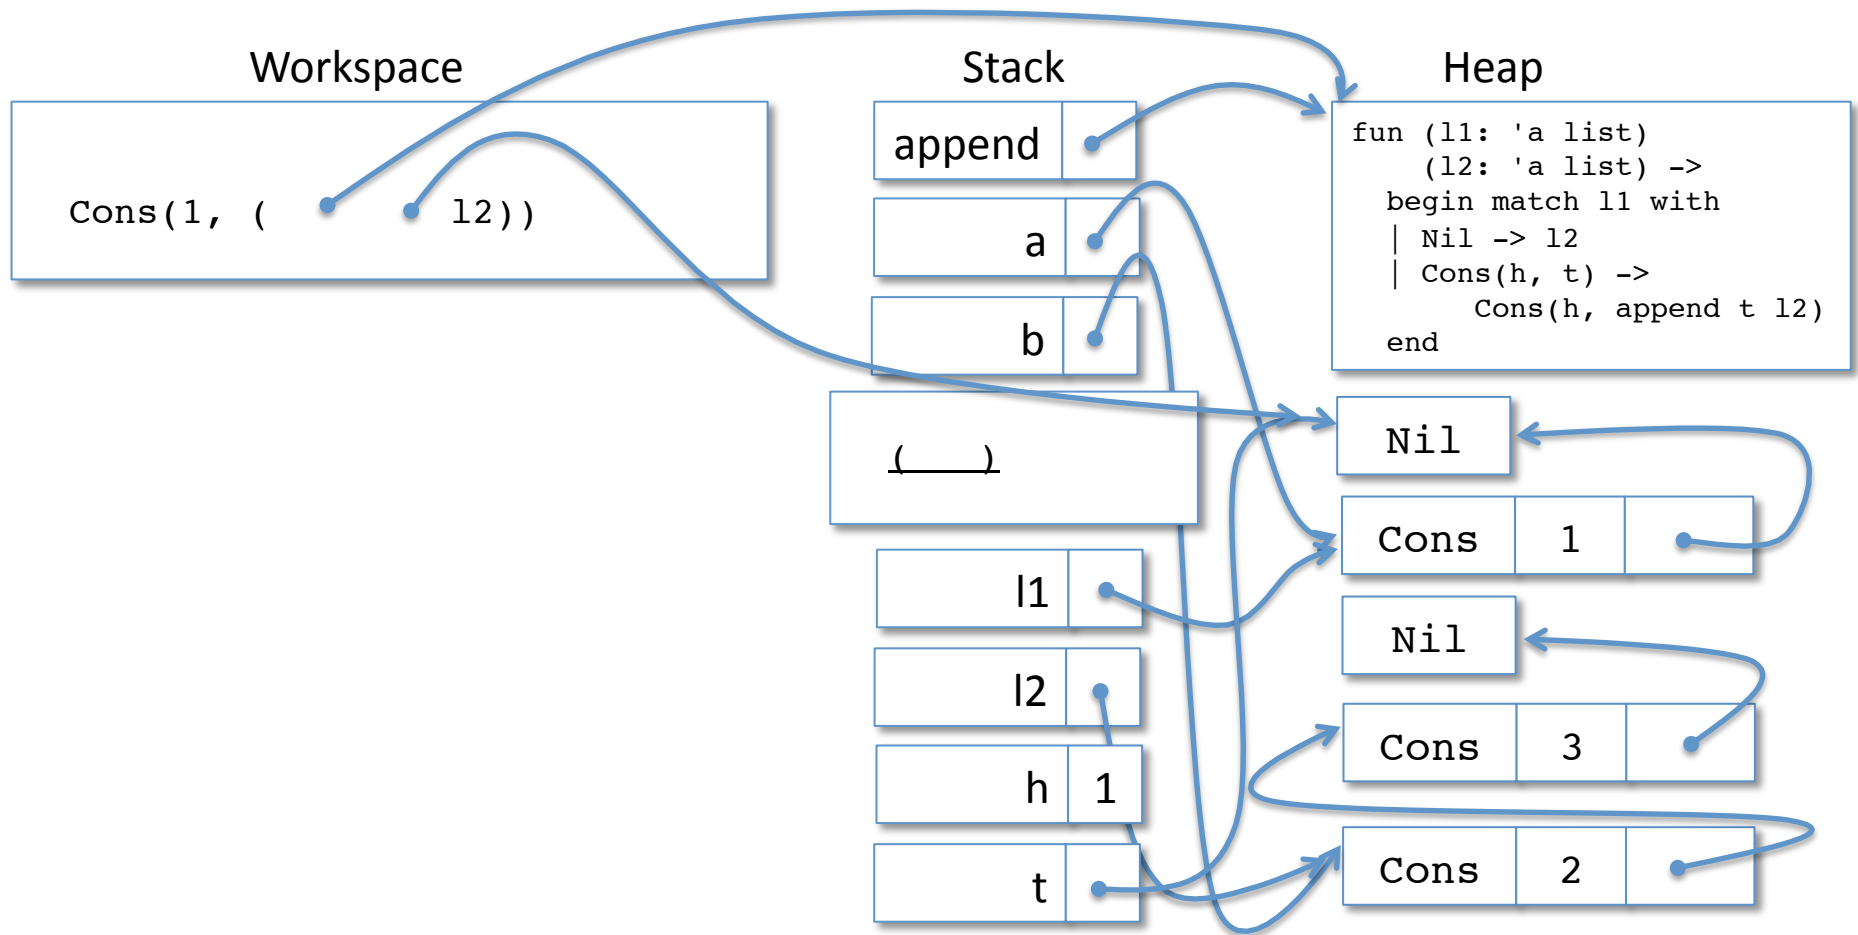 Workspace
Stack
Heap
Cons(1, ( l2))
append
a
b
( )
l1
l2
h 1
t
fun (l1: 'a list)
(l2: 'a list) ->
begin match l1 with
| Nil -> l2
| Cons(h, t) ->
Cons(h, append t l2)
end
Nil
Cons 1
Nil
Cons 3
Cons 2